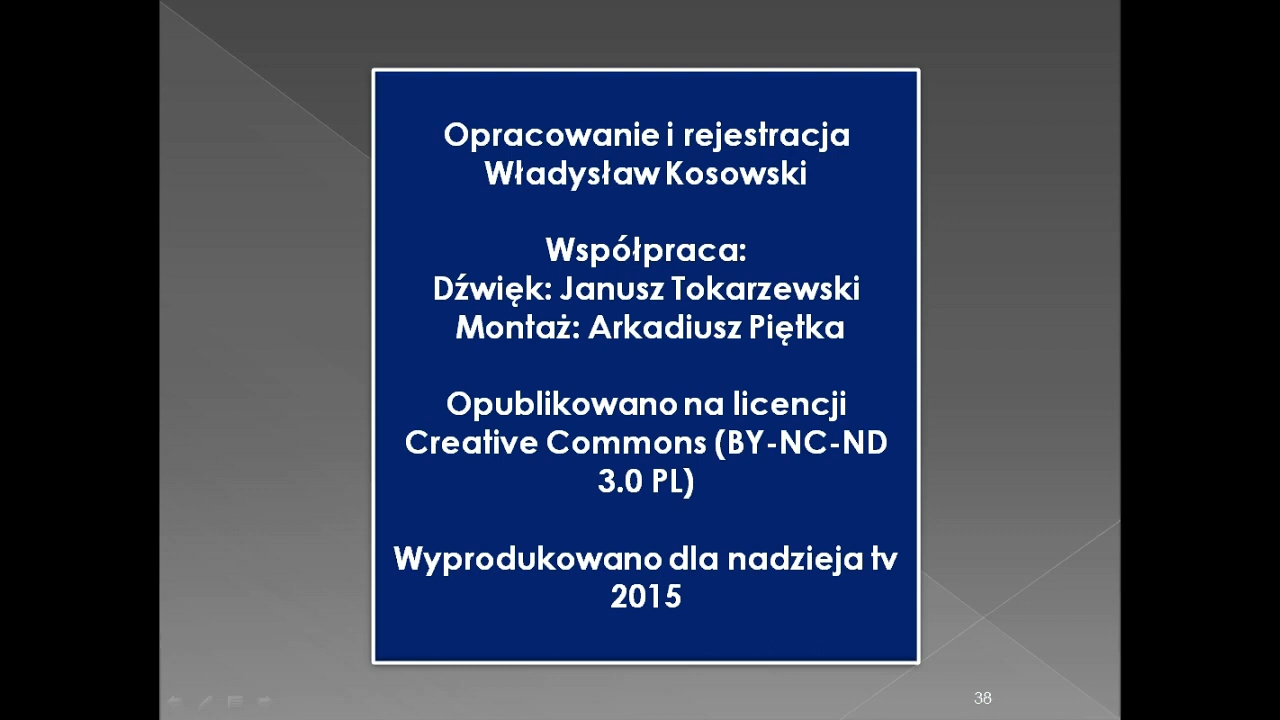 Opracowanie i rejestracja
Władysław Kosowski
Współpraca:
Dźwięk: Janusz Tokarzewski
Montaż: Arkadiusz Piętka
Opublikowano na licencji
Creative Commons (BY-NC-ND
3.0 PL)
Wyprodukowano dla nadzieja tv
2015
38